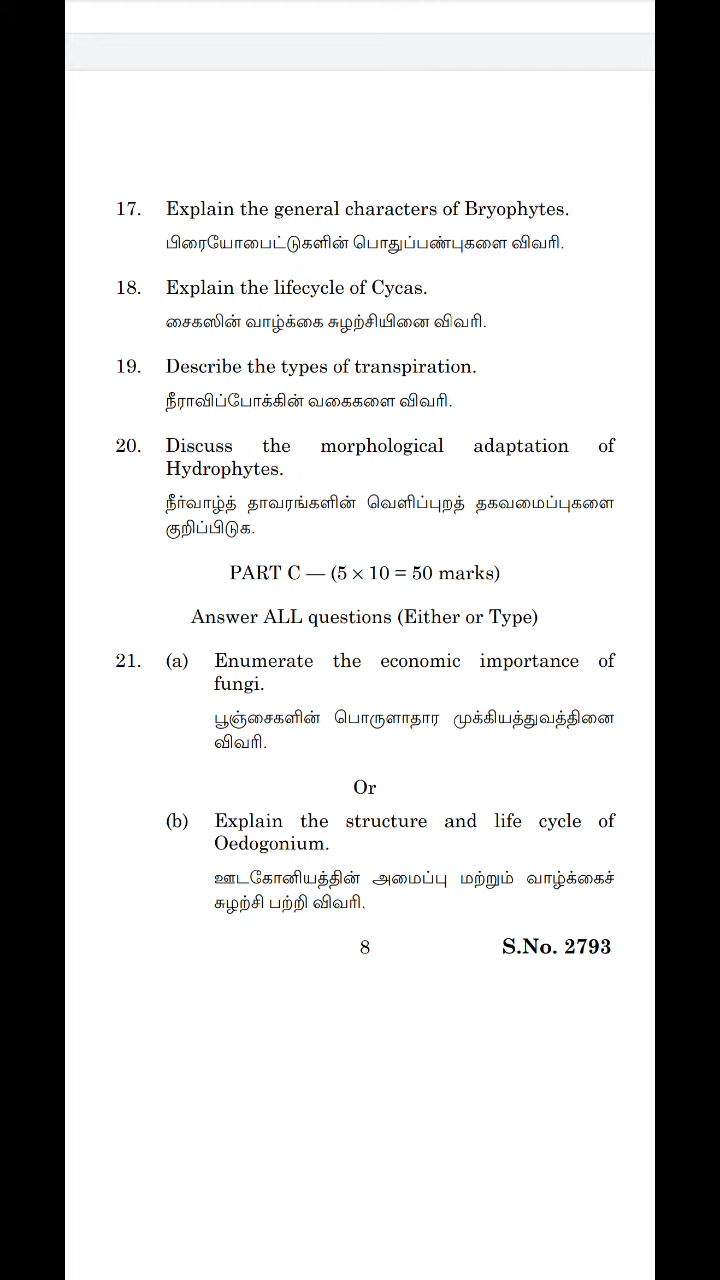 17. Explain the general characters of Bryophytes.
பிரையோபைட்டுகளின் பொதுப்பண்புகளை விவரி.
18. Explain the lifecycle of Cycas.
சைகஸின் வாழ்க்கை சுழற்சியினை விவரி.
19. Describe the types of transpiration.
நீராவிப்போக்கின் வகைகளை விவரி.
20. Discuss the morphological adaptation of
Hydrophytes.
நீர்வாழ்த் தாவரங்களின் வெளிப்புறத் தகவமைப்புகளை
குறிப்பிடுக.
PART C — (5 × 10 = 50 marks)
Answer ALL questions (Either or Type)
21. (a) Enumerate the economic importance of
fungi.
பூஞ்சைகளின் பொருளாதார முக்கியத்துவத்தினை
விவரி.
Or
(b) Explain the structure and life cycle of
Oedogonium.
ஊடகோனியத்தின் அமைப்பு மற்றும் வாழ்க்கைச்
சுழற்சி பற்றி விவரி.
8 S.No. 2793